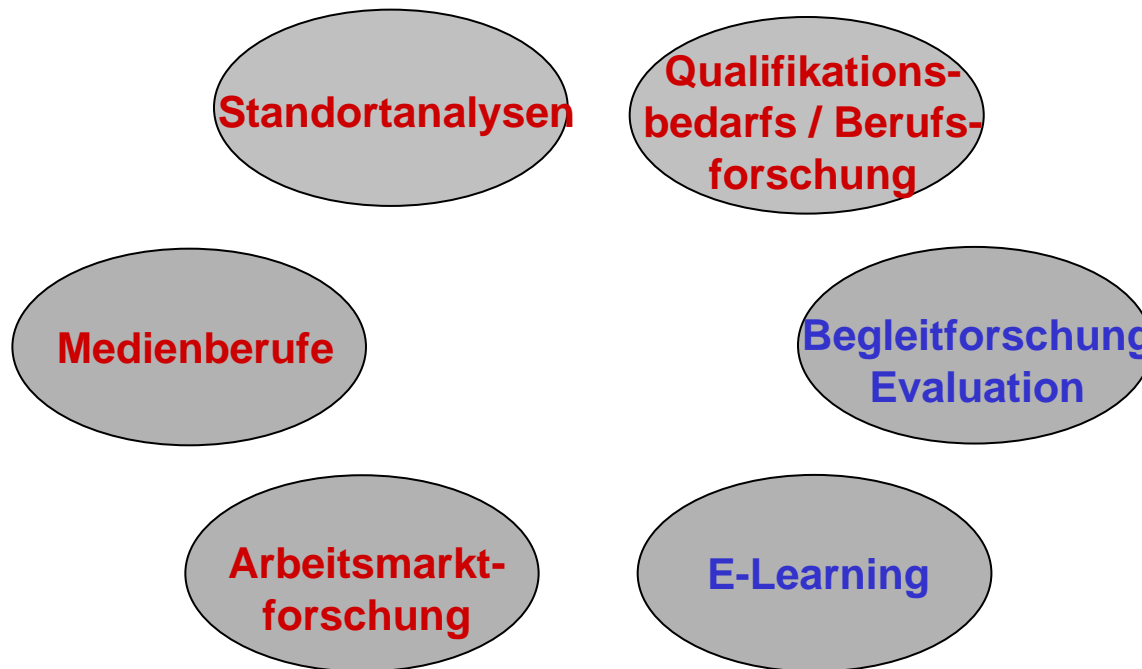 Standortanalysen
Qualifikations-
bedarfs / Berufs-
forschung
Medienberufe
Begleitforschung
Evaluation
Arbeitsmarkt-
forschung
E-Learning